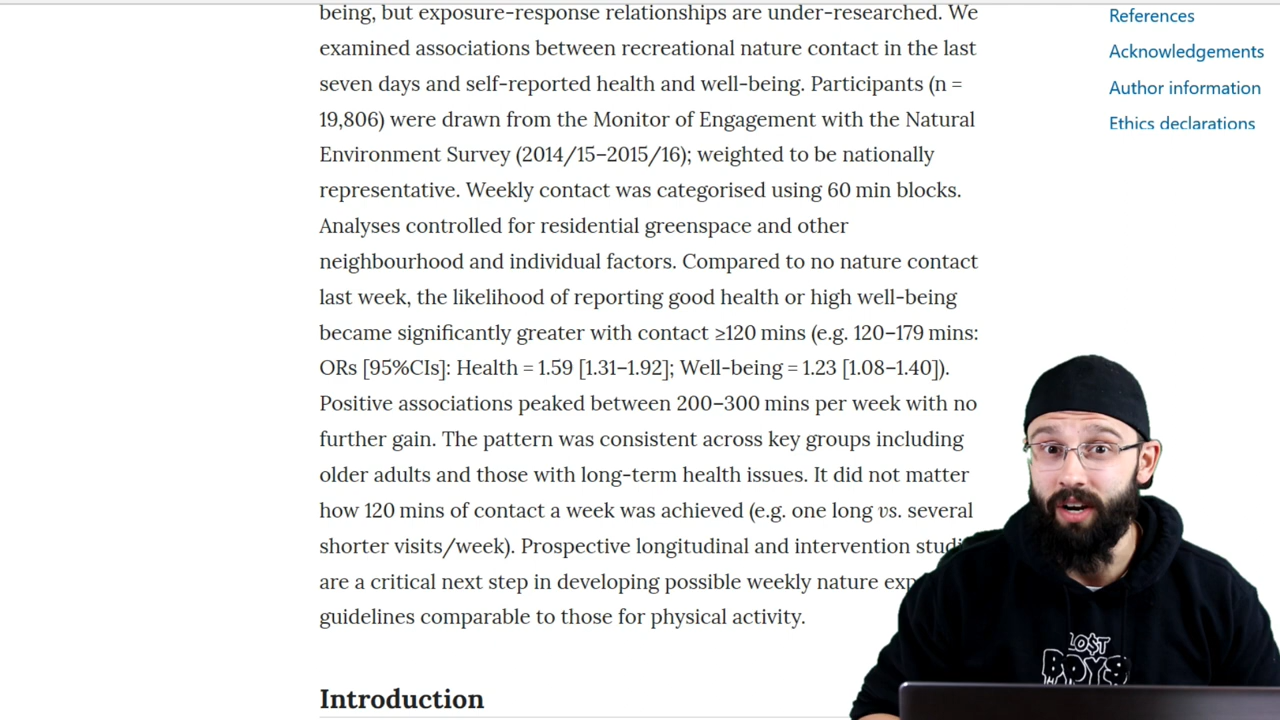 being, but exposure-response relationships are under-researched. We
examined associations between recreational nature contact in the last
seven days and self-reported health and well-being. Participants (n =
19,806) were drawn from the Monitor of Engagement with the Natural
Environment Survey (2014/15–2015/16); weighted to be nationally
representative. Weekly contact was categorised using 60 min blocks.
Analyses controlled for residential greenspace and other
neighbourhood and individual factors. Compared to no nature contact
last week, the likelihood of reporting good health or high well-being
became significantly greater with contact ≥120 mins (e.g. 120–179 mins:
ORs [95%CIs]: Health = 1.59 [1.31–1.92]; Well-being = 1.23 [1.08–1.40]).
Positive associations peaked between 200–300 mins per week with no
further gain. The pattern was consistent across key groups including
older adults and those with long-term health issues. It did not matter
how 120 mins of contact a week was achieved (e.g. one long vs. several
shorter visits/week). Prospective longitudinal and intervention
are a critical next step in developing possible weekly nature
guidelines comparable to those for physical activity.
Introduction
References
Acknowledgements
Author information
Ethics declarations
LO$T
BOYS